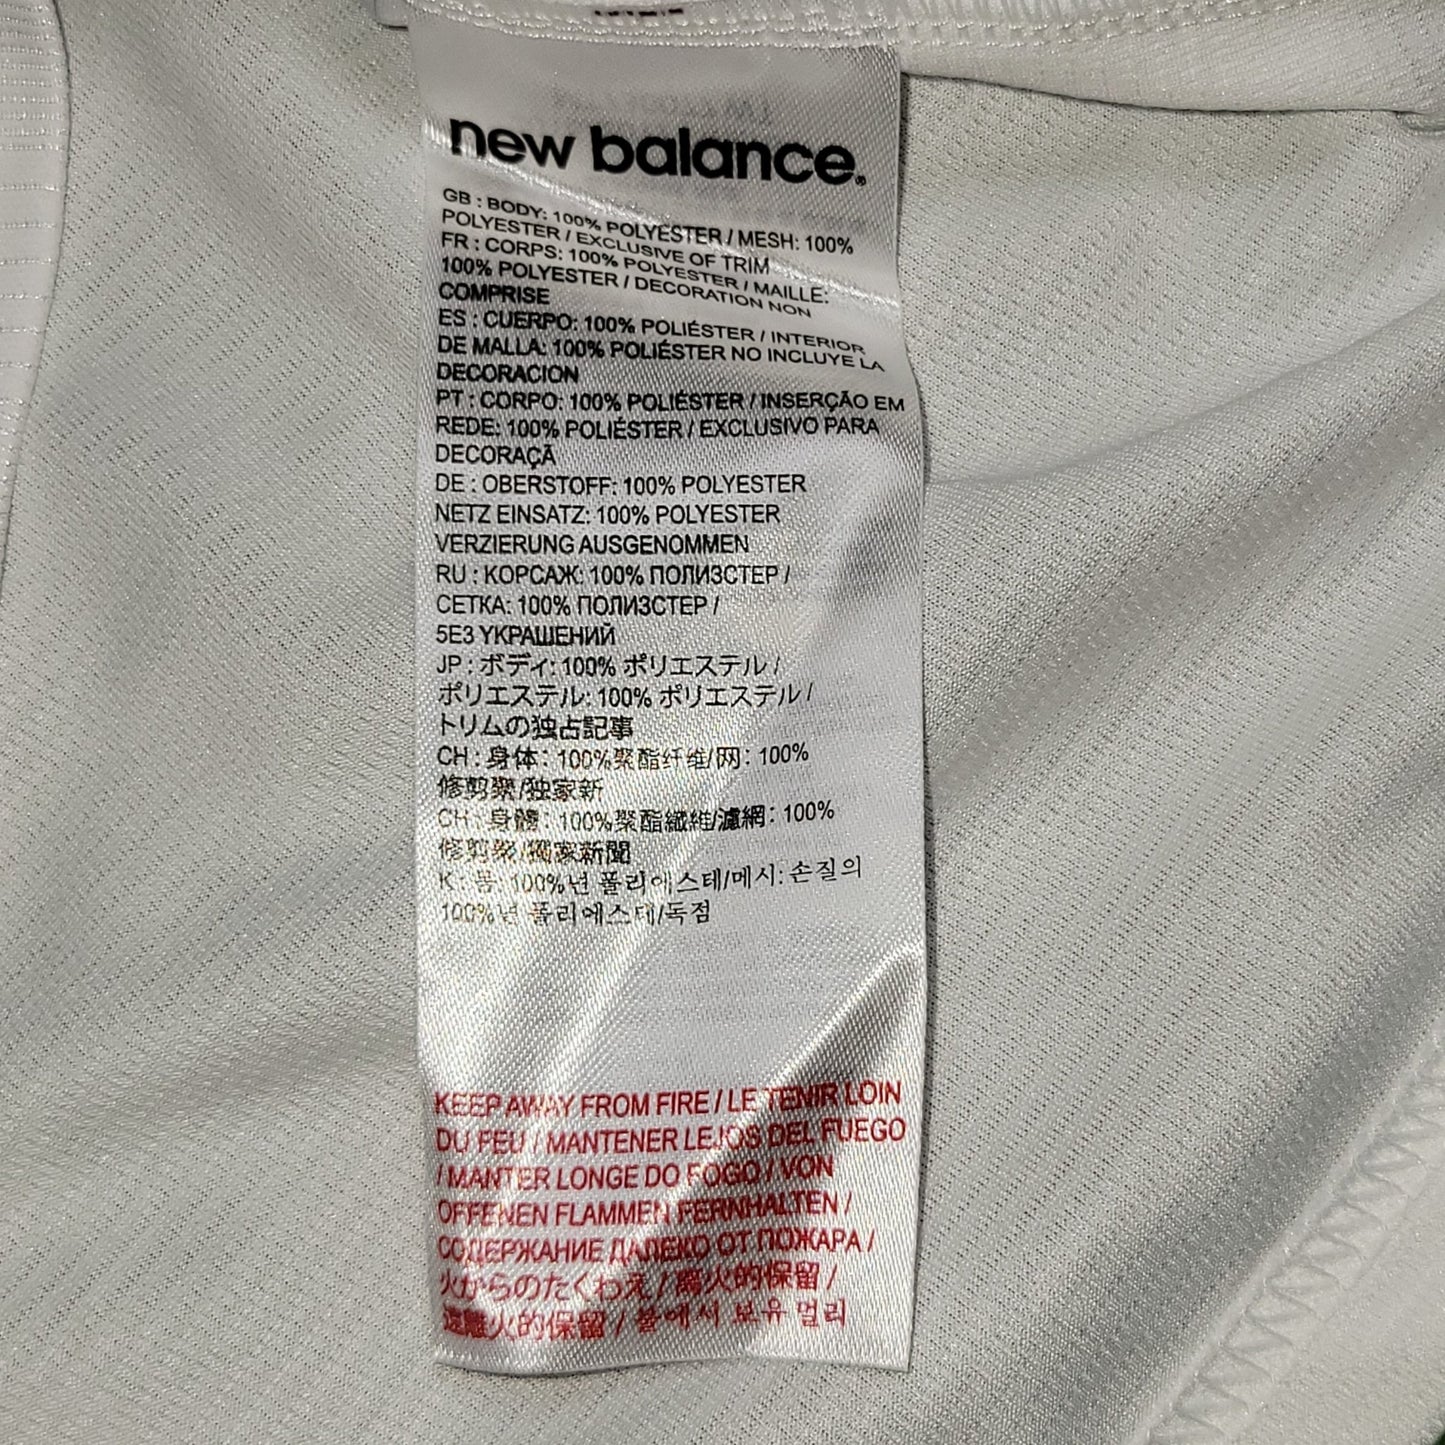 new balance®
GB : BODY: 100% POLYESTER / MESH: 100%
POLYESTER / EXCLUSIVE OF TRIM
FR : CORPS: 100% POLYESTER / MAILLE:
100% POLYESTER / DECORATION NON
COMPRISE
ES : CUERPO: 100% POLIÉSTER / INTERIOR
DE MALLA: 100% POLIÉSTER NO INCLUYE LA
DECORACION
PT : CORPO: 100% POLIÉSTER / INSERÇÃO EM
REDE: 100% POLIÉSTER / EXCLUSIVO PARA
DECORAÇÃ
DE : OBERSTOFF: 100% POLYESTER
NETZ EINSATZ: 100% POLYESTER
VERZIERUNG AUSGENOMMEN
RU : КОРСАЖ: 100% ПОЛИЗСТЕР /
СЕТКА: 100% ПОЛИЗСТЕР /
5Е3 УКРАШЕНИЙ
JP : ボディ: 100% ポリエステル /
ポリエステル: 100% ポリエステル /
トリムの独占記事
CH : 身体: 100%聚酯纤维/网: 100%
修剪聚/独家新
CH : 身體: 100%聚酯纖維/濾網: 100%
修剪聚/獨家新聞
K : 몸: 100%년 폴리에스테/메시: 손질의
100%년 폴리에스테/독점
KEEP AWAY FROM FIRE / LE TENIR LOIN
DU FEU / MANTENER LEJOS DEL FUEGO
/ MANTER LONGE DO FOGO / VON
OFFENEN FLAMMEN FERNHALTEN /
СОДЕРЖАНИЕ ДАЛЕКО ОТ ПОЖАРА /
火からのたくわえ / 火的保留 /
遠離火的保留 / 불에서 보유 멀리